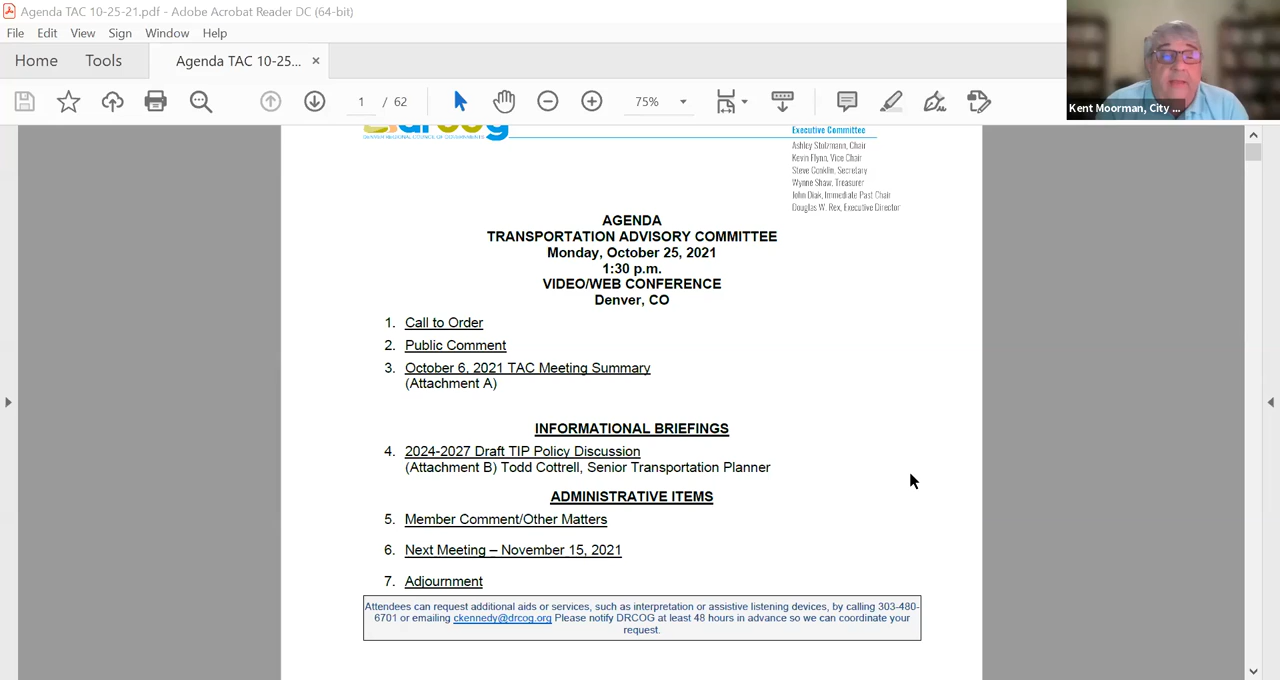 Agenda TAC 10-25-21.pdf - Adobe Acrobat Reader DC (64-bit)
File Edit View Sign Window Help
Home Tools Agenda TAC 10-25... ×
1 / 62 75%
Kent Moorman, City ...
drcog
Executive Committee
Ashley Stolzmann, Chair
Kevin Flynn, Vice Chair
Steve Conklin, Secretary
Wynne Shaw, Treasurer
John Diak, Immediate Past Chair
Douglas W. Rex, Executive Director
AGENDA
TRANSPORTATION ADVISORY COMMITTEE
Monday, October 25, 2021
1:30 p.m.
VIDEO/WEB CONFERENCE
Denver, CO
1. Call to Order
2. Public Comment
3. October 6, 2021 TAC Meeting Summary
(Attachment A)
INFORMATIONAL BRIEFINGS
4. 2024-2027 Draft TIP Policy Discussion
(Attachment B) Todd Cottrell, Senior Transportation Planner
ADMINISTRATIVE ITEMS
5. Member Comment/Other Matters
6. Next Meeting – November 15, 2021
7. Adjournment
Attendees can request additional aids or services, such as interpretation or assistive listening devices, by calling 303-480-
6701 or emailing ckennedy@drcog.org Please notify DRCOG at least 48 hours in advance so we can coordinate your
request.